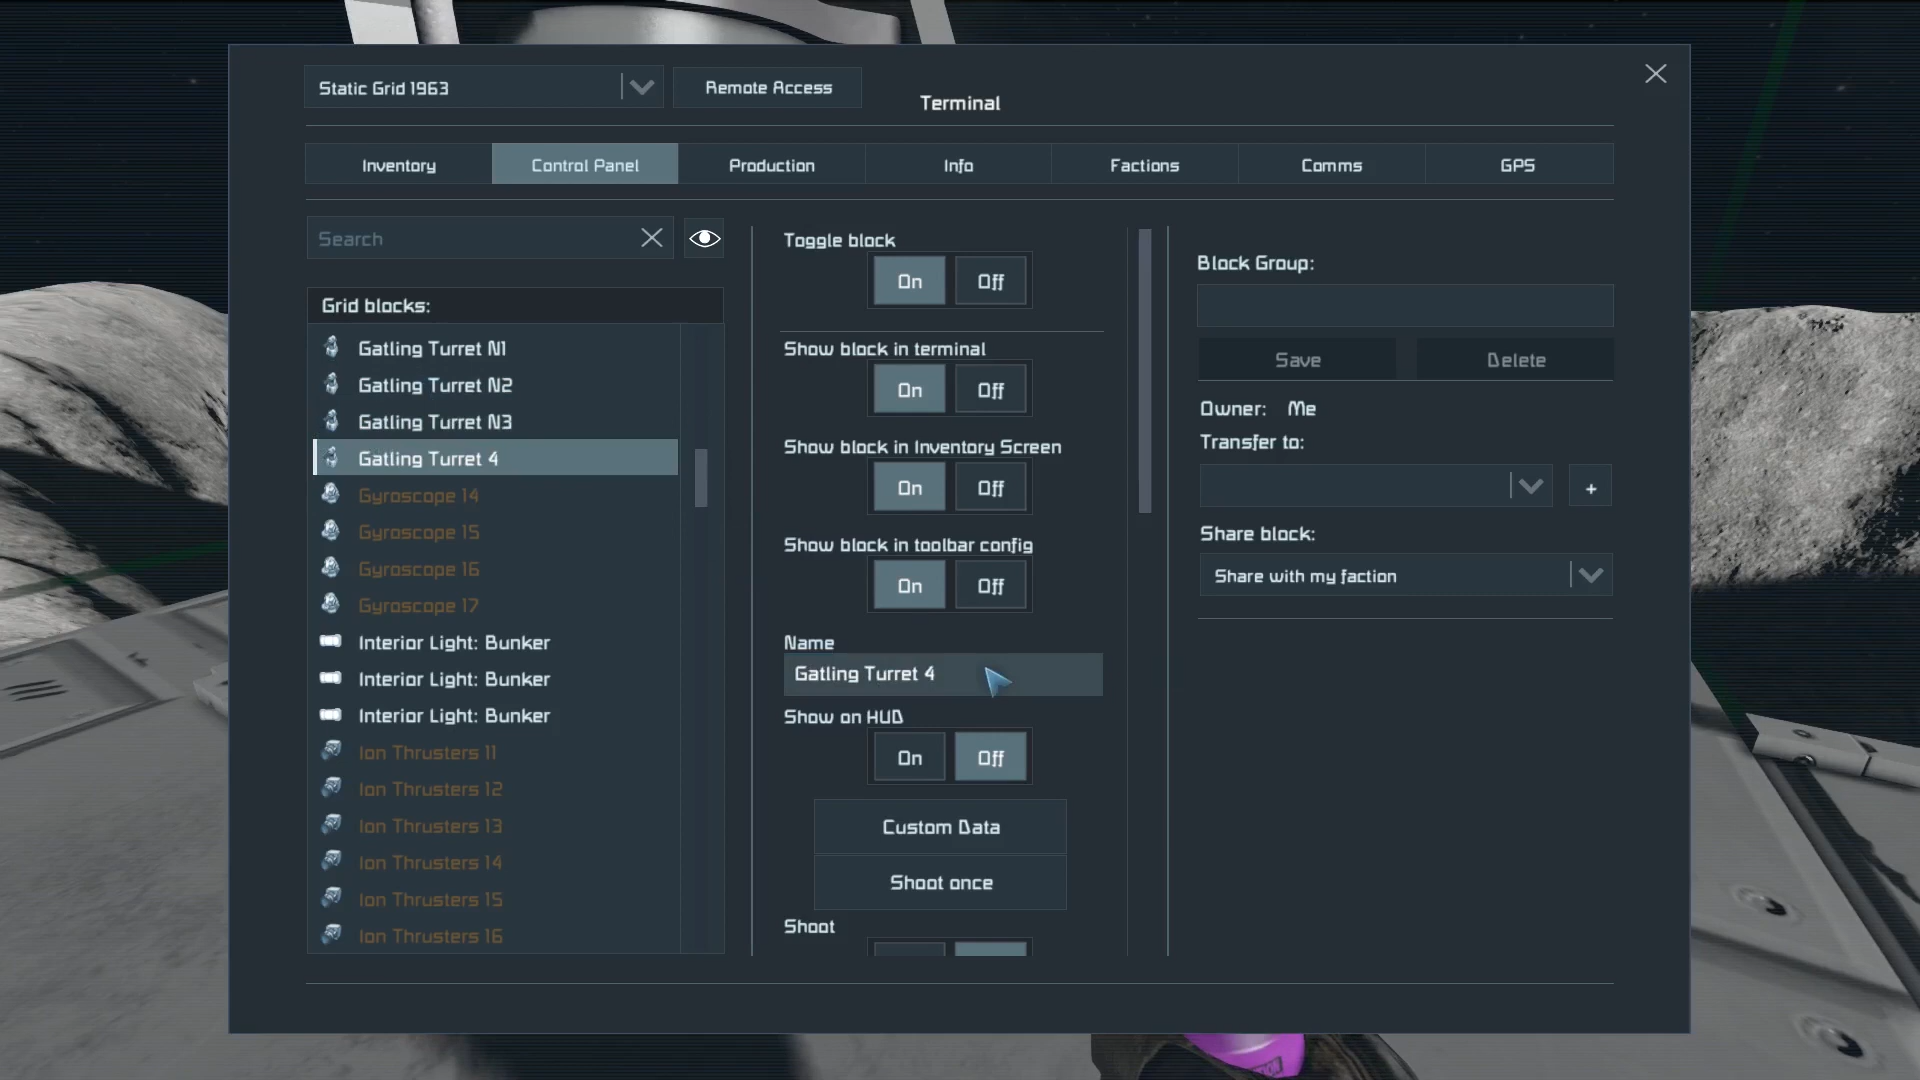 Static Grid 1963
Remote Access
Terminal
Inventory
Control Panel
Production
Info
Factions
Comms
GPS
Search
Grid blocks:
Gatling Turret N1
Gatling Turret N2
Gatling Turret N3
Gatling Turret 4
Gyroscope 14
Gyroscope 15
Gyroscope 16
Gyroscope 17
Interior Light: Bunker
Interior Light: Bunker
Interior Light: Bunker
Ion Thrusters 11
Ion Thrusters 12
Ion Thrusters 13
Ion Thrusters 14
Ion Thrusters 15
Ion Thrusters 16
Toggle block
On Off
Show block in terminal
On Off
Show block in Inventory Screen
On Off
Show block in toolbar config
On Off
Name
Gatling Turret 4
Show on HUD
On Off
Custom Data
Shoot once
Shoot
Block Group:
Save
Delete
Owner: Me
Transfer to:
+
Share block:
Share with my faction